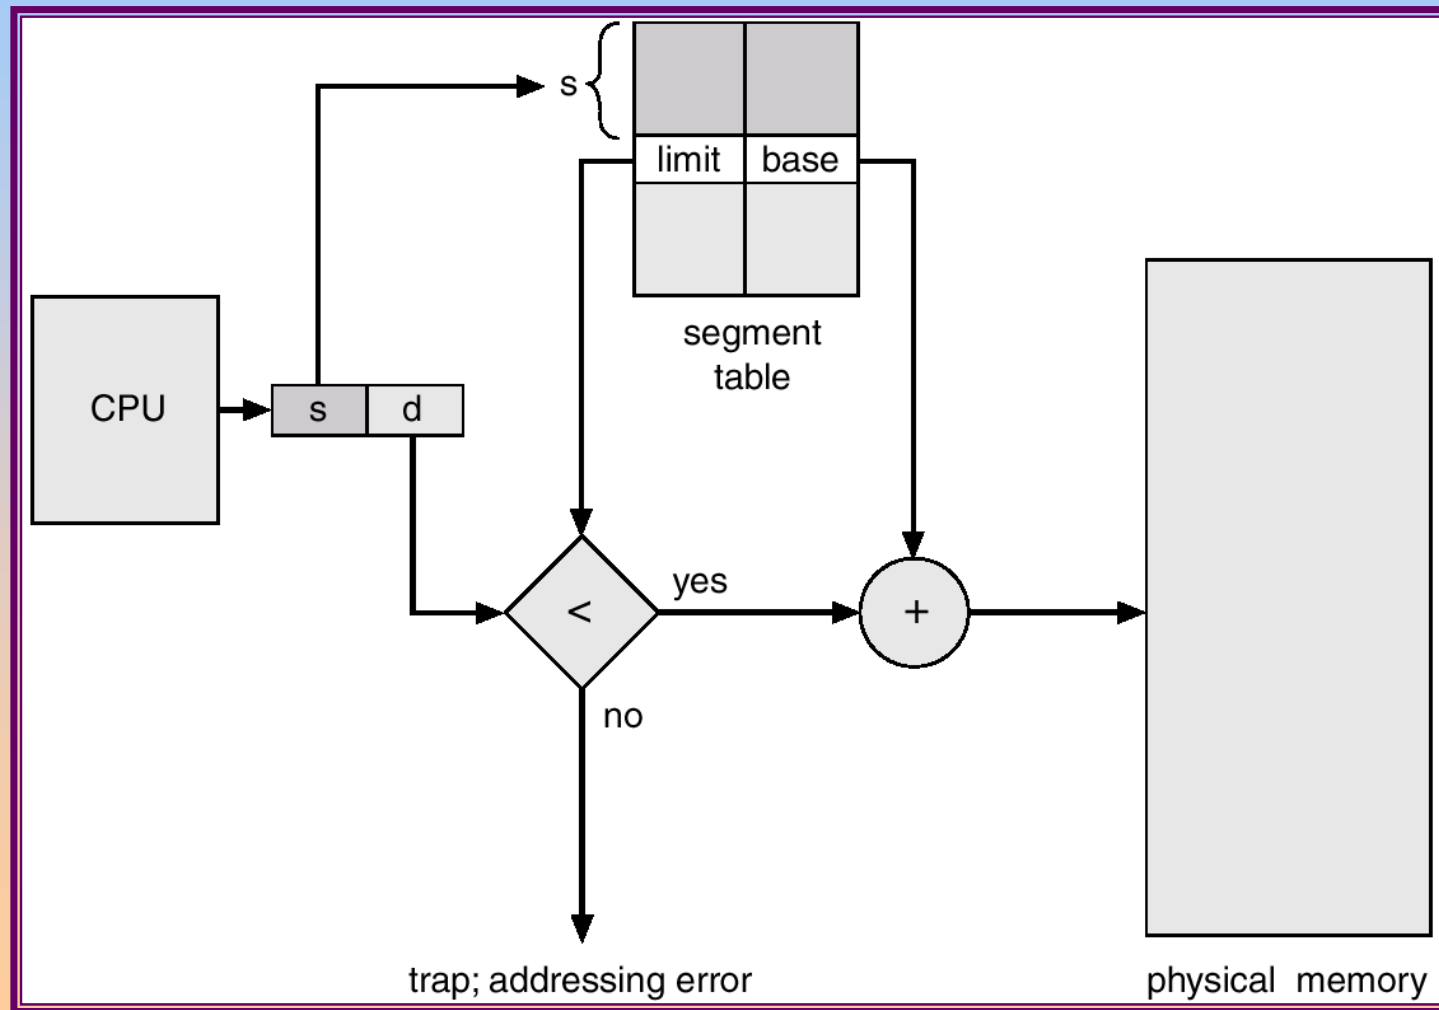 s
limit base
segment
table
CPU
s d
<
yes
+
no
trap; addressing error
physical memory